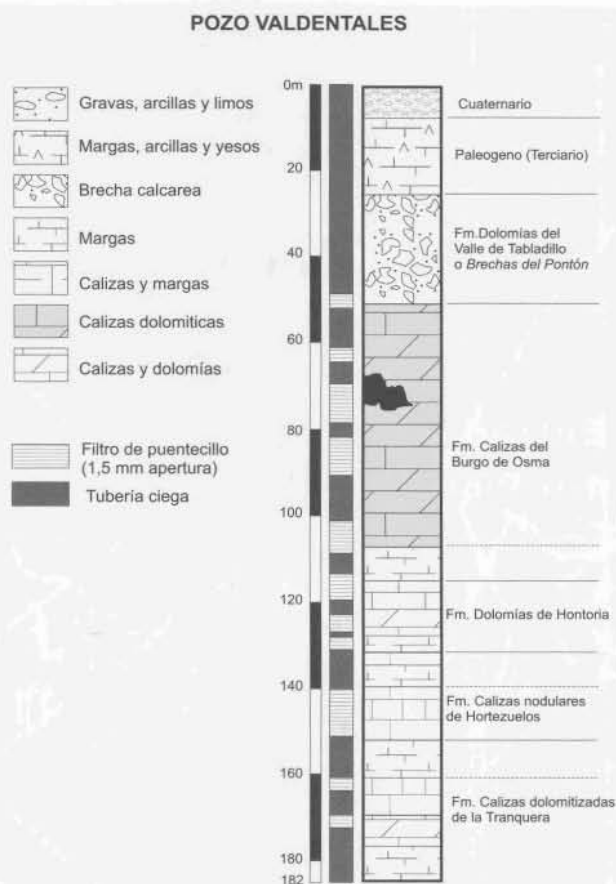 POZO VALDENTALES
Gravas, arcillas y limos
Margas, arcillas y yesos
Brecha calcarea
Margas
Calizas y margas
Calizas dolomiticas
Calizas y dolomías
Filtro de puentecillo
(1,5 mm apertura)
Tubería ciega
0m
20
40
60
80
100
120
140
160
180
182
Cuaternario
Paleogeno (Terciario)
Fm.Dolomías del
Valle de Tabladillo
o Brechas del Pontón
Fm. Calizas del
Burgo de Osma
Fm. Dolomías de Hontoria
Fm. Calizas nodulares
de Hortezuelos
Fm. Calizas dolomitizadas
de la Tranquera